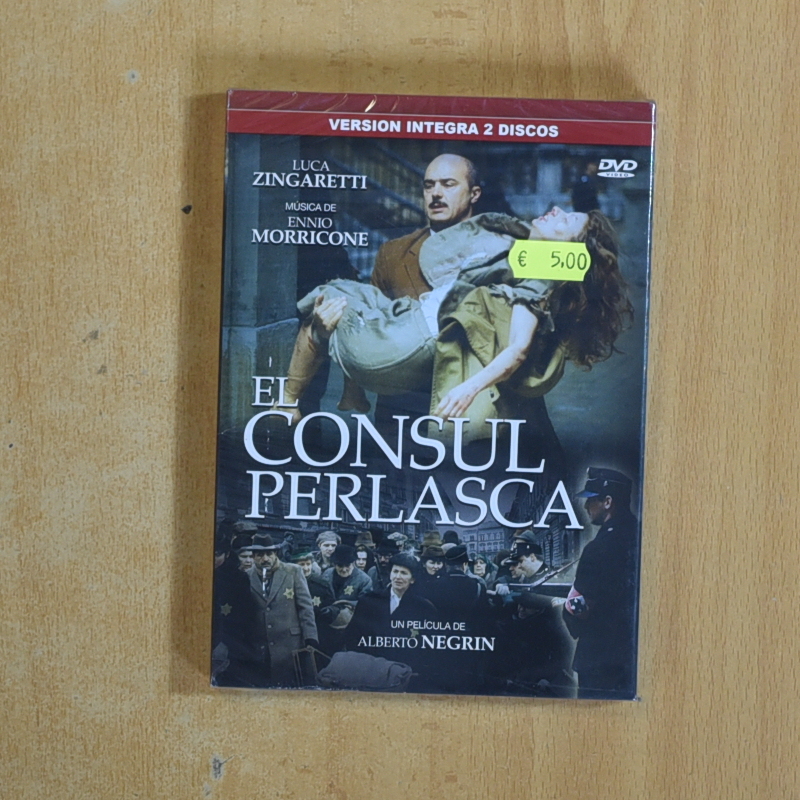 VERSION INTEGRA 2 DISCOS
LUCA
ZINGARETTI
DVD
VIDEO
MÚSICA DE
ENNIO
MORRICONE
€ 5,00
EL
CONSUL
PERLASCA
UN PELÍCULA DE
ALBERTO NEGRIN